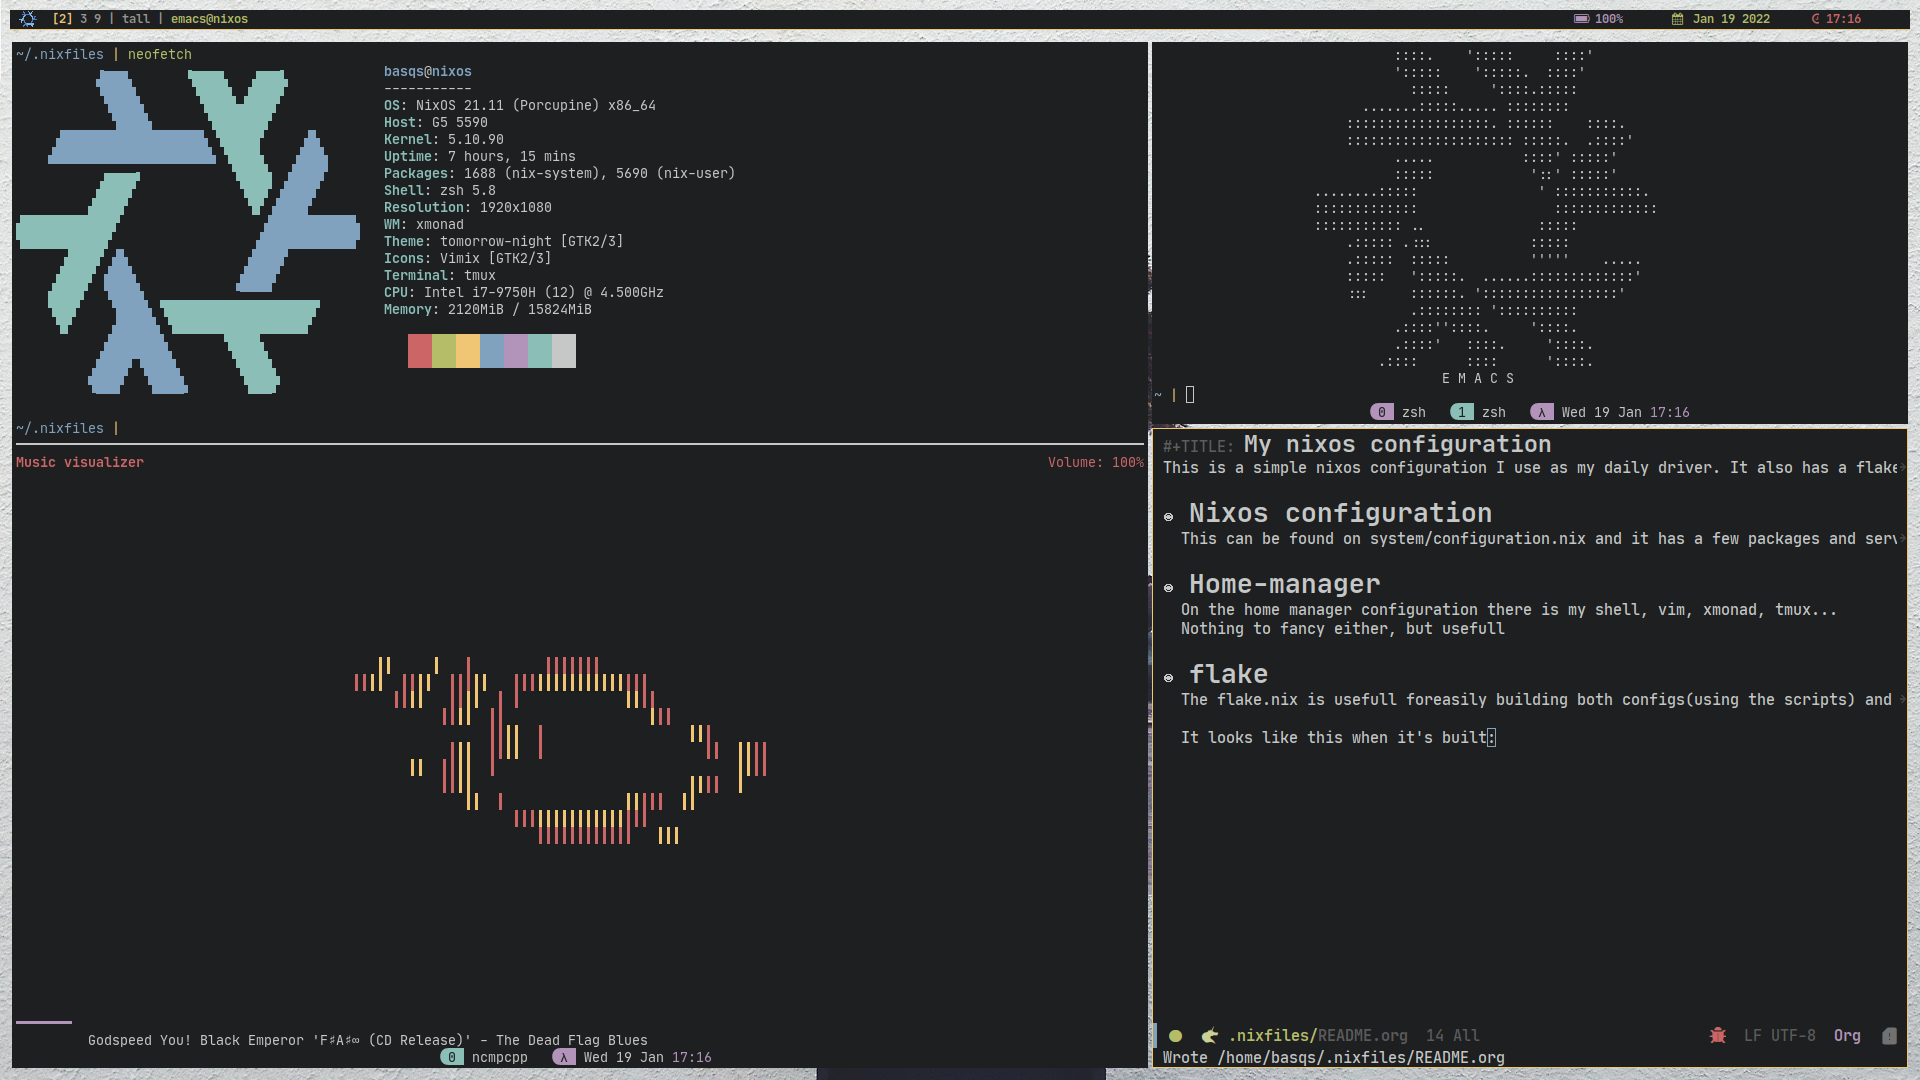 [2] 3 9 | tall | emacs@nixos
100%
Jan 19 2022
17:16
~/.nixfiles | neofetch
basqs@nixos
-----------
OS: NixOS 21.11 (Porcupine) x86_64
Host: G5 5590
Kernel: 5.10.90
Uptime: 7 hours, 15 mins
Packages: 1688 (nix-system), 5690 (nix-user)
Shell: zsh 5.8
Resolution: 1920x1080
WM: xmonad
Theme: tomorrow-night [GTK2/3]
Icons: Vimix [GTK2/3]
Terminal: tmux
CPU: Intel i7-9750H (12) @ 4.500GHz
Memory: 2120MiB / 15824MiB
~/.nixfiles |
Music visualizer
Volume: 100%
Godspeed You! Black Emperor 'F♯A♯∞ (CD Release)' - The Dead Flag Blues
0 ncmpcpp λ Wed 19 Jan 17:16
E M A C S
~ |
0 zsh 1 zsh λ Wed 19 Jan 17:16
#+TITLE: My nixos configuration
This is a simple nixos configuration I use as my daily driver. It also has a flake
Nixos configuration
This can be found on system/configuration.nix and it has a few packages and serv
Home-manager
On the home manager configuration there is my shell, vim, xmonad, tmux...
Nothing to fancy either, but usefull
flake
The flake.nix is usefull foreasily building both configs(using the scripts) and
It looks like this when it's built:
.nixfiles/README.org 14 All
LF UTF-8 Org
Wrote /home/basqs/.nixfiles/README.org